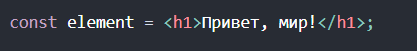 const element = <h1>Привет, мир!</h1>;